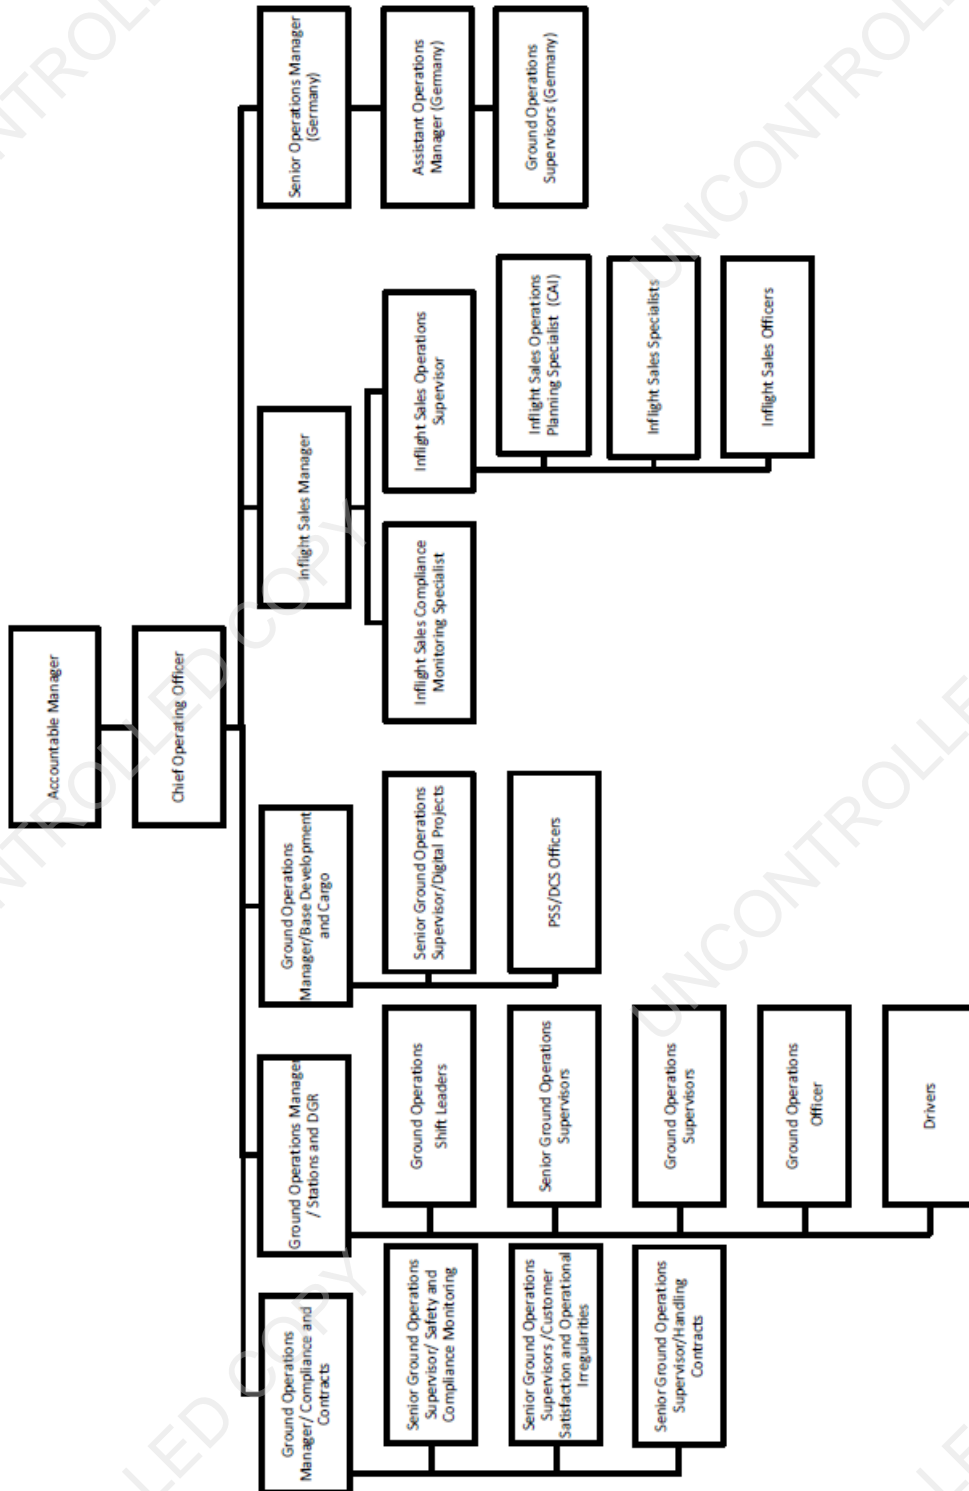 Accountable Manager
Chief Operating Officer
Ground Operations
Manager/ Compliance and
Contracts
Senior Ground Operations
Supervisor/ Safety and
Compliance Monitoring
Senior Ground Operations
Supervisors /Customer
Satisfaction and Operational
Irregularities
Senior Ground Operations
Supervisor/Handling
Contracts
Ground Operations Manager
/ Stations and DGR
Ground Operations
Shift Leaders
Senior Ground Operations
Supervisors
Ground Operations
Supervisors
Ground Operations
Officer
Drivers
Ground Operations
Manager/Base Development
and Cargo
Senior Ground Operations
Supervisor/Digital Projects
PSS/DCS Officers
Inflight Sales Manager
Inflight Sales Compliance
Monitoring Specialist
Inflight Sales Operations
Supervisor
Inflight Sales Operations
Planning Specialist (CAI)
Inflight Sales Specialists
Inflight Sales Officers
Senior Operations Manager
(Germany)
Assistant Operations
Manager (Germany)
Ground Operations
Supervisors (Germany)
UNCONTROLLED COPY